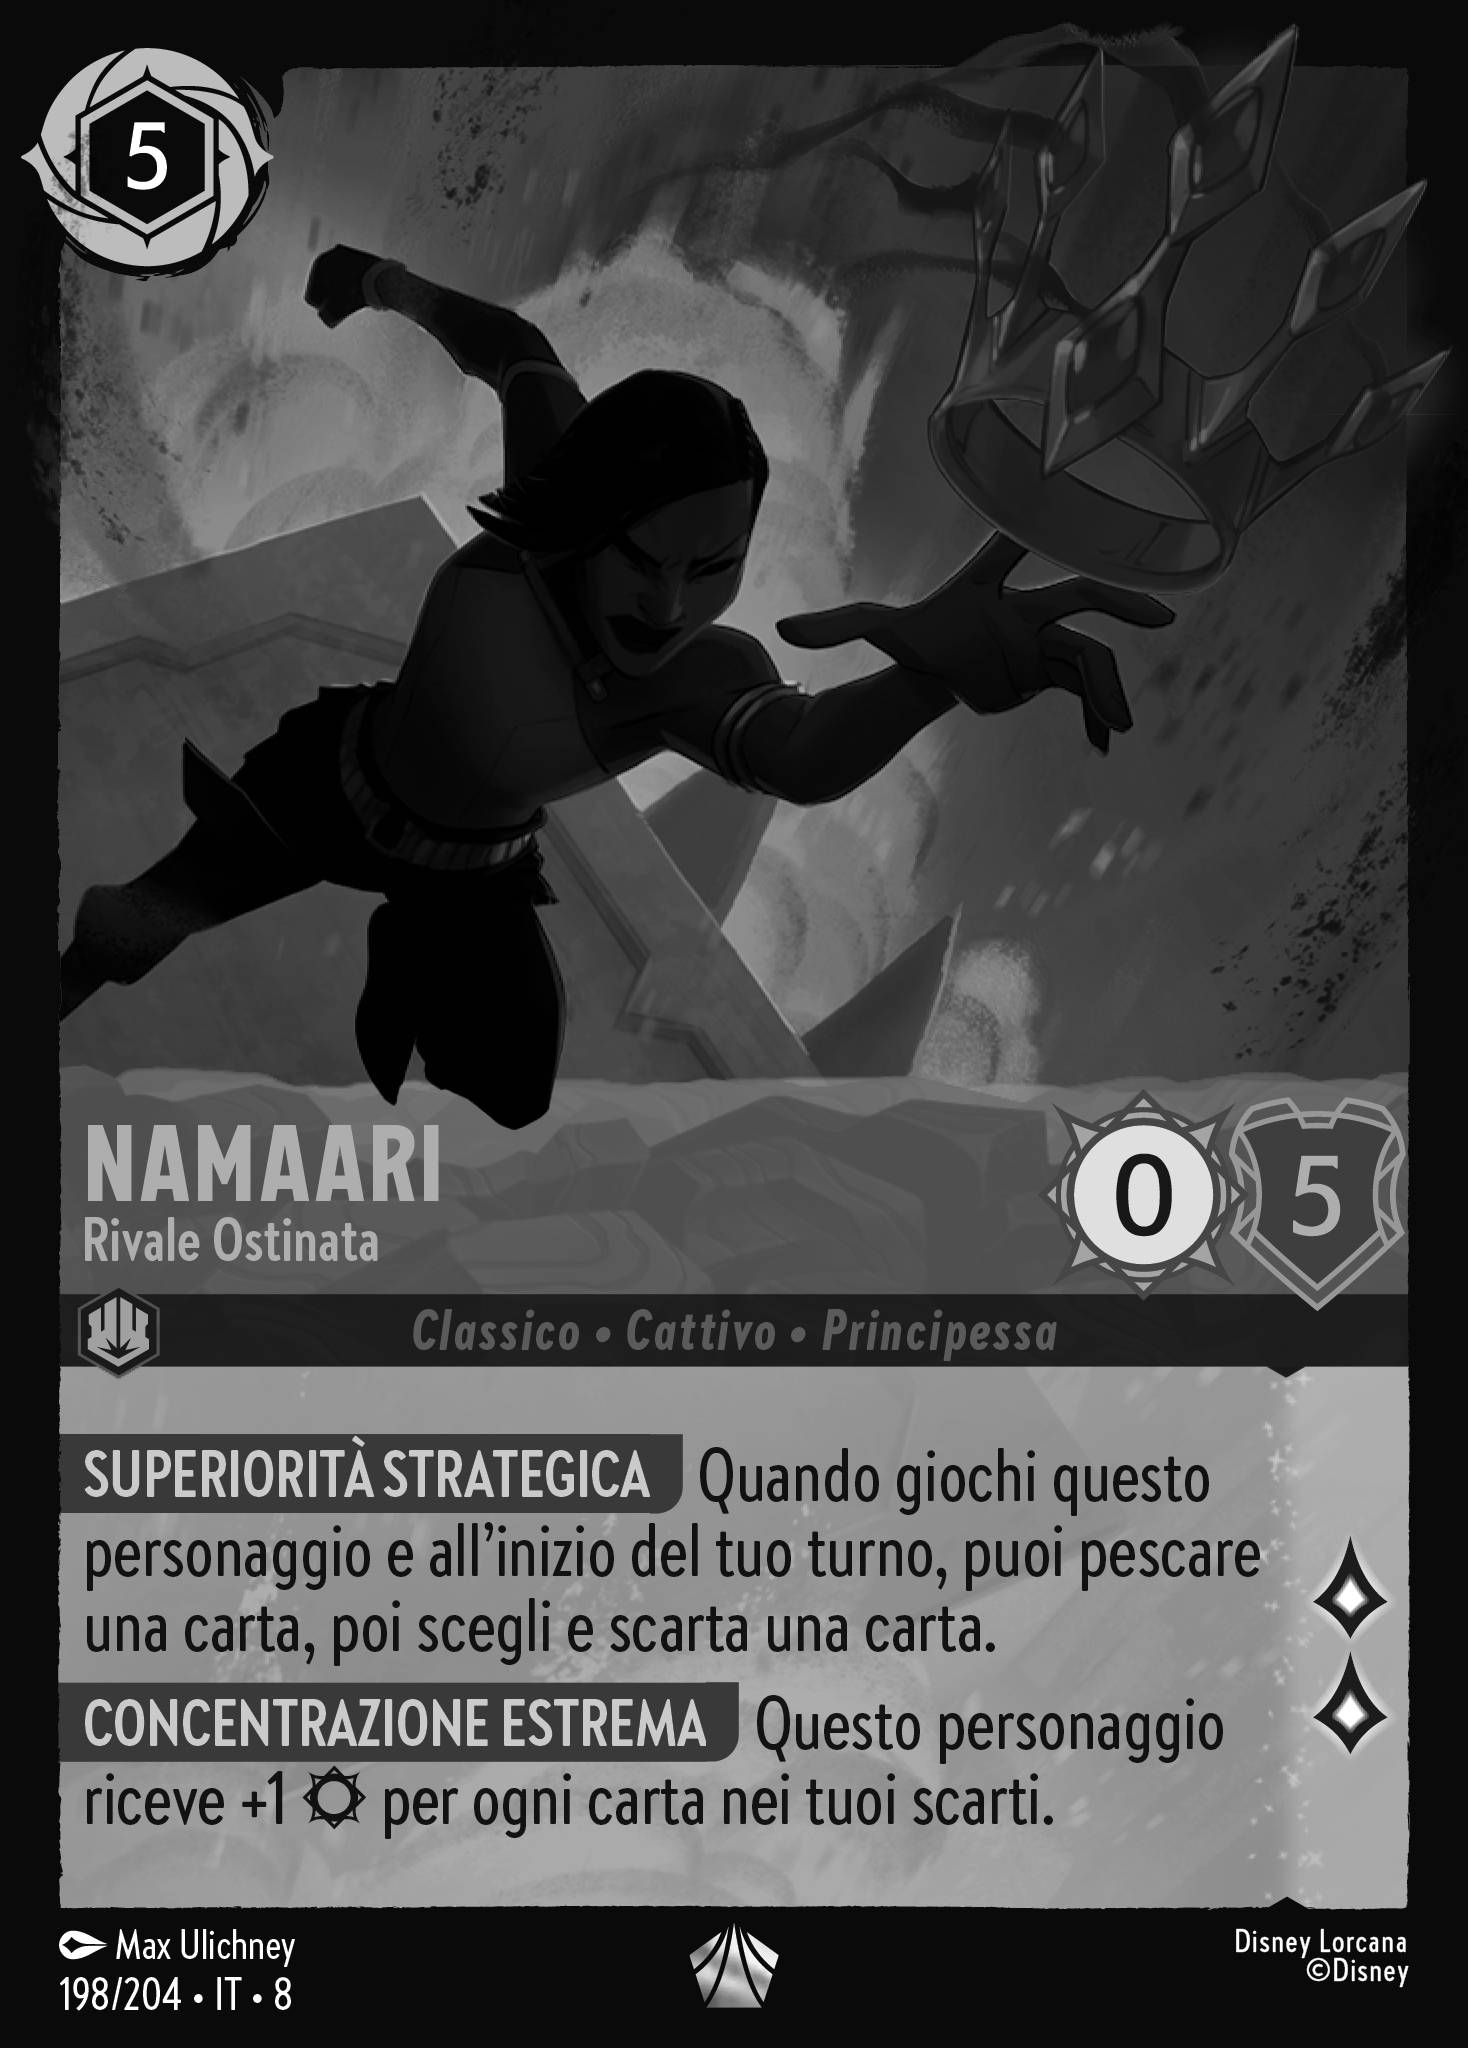 5
NAMAARI
Rivale Ostinata
0
5
Classico • Cattivo • Principessa
SUPERIORITÀ STRATEGICA Quando giochi questo
personaggio e all’inizio del tuo turno, puoi pescare
una carta, poi scegli e scarta una carta.
CONCENTRAZIONE ESTREMA Questo personaggio
riceve +1 per ogni carta nei tuoi scarti.
Max Ulichney
198/204 • IT • 8
Disney Lorcana
©Disney